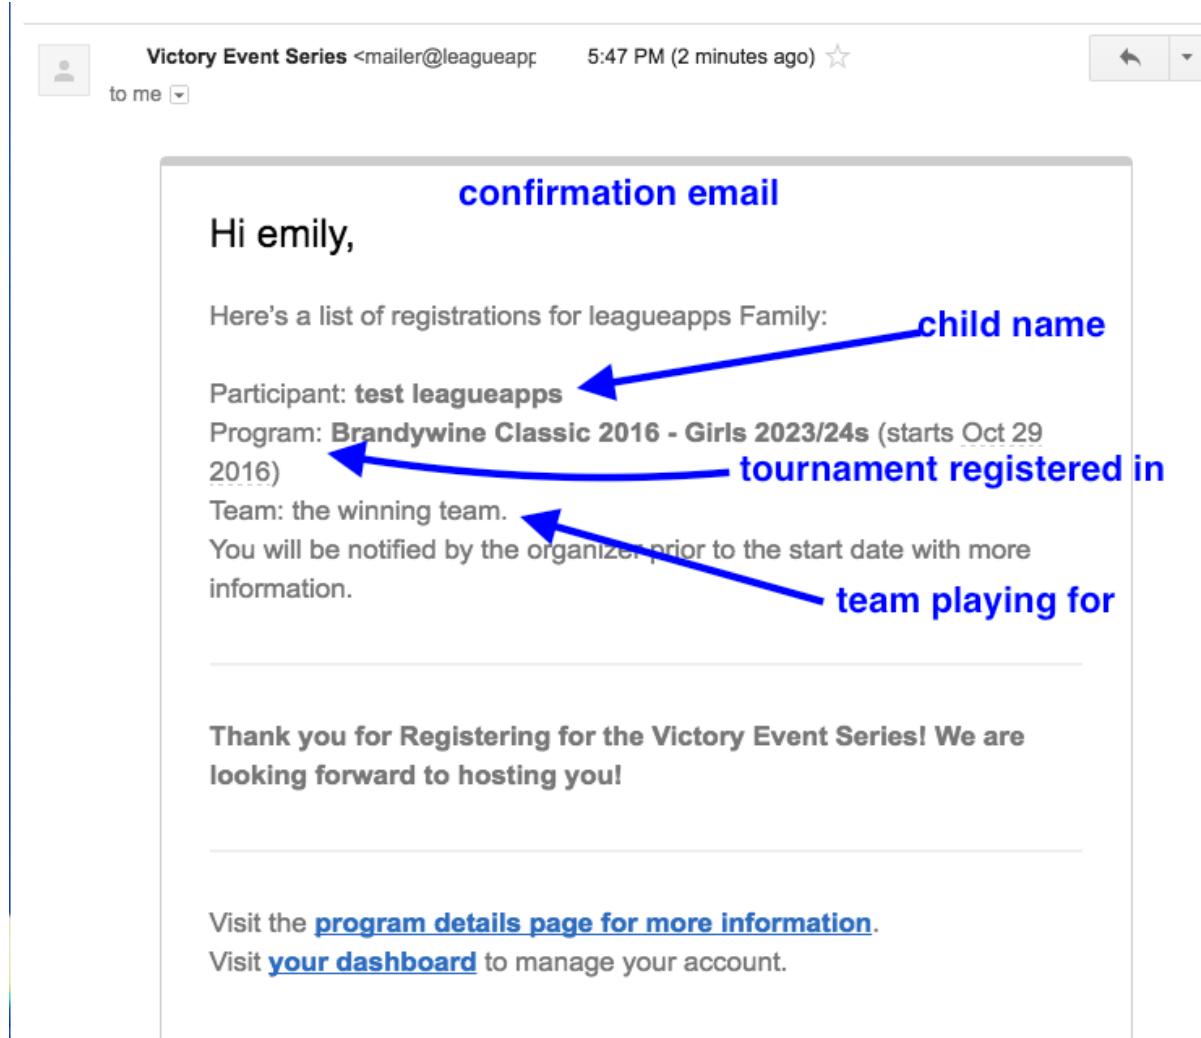 Victory Event Series <mailer@leagueapp 5:47 PM (2 minutes ago)
to me
confirmation email
Hi emily,
Here's a list of registrations for leagueapps Family:
child name
Participant: test leagueapps
Program: Brandywine Classic 2016 - Girls 2023/24s (starts Oct 29
2016)
tournament registered in
Team: the winning team.
You will be notified by the organizer prior to the start date with more
information.
team playing for
Thank you for Registering for the Victory Event Series! We are
looking forward to hosting you!
Visit the program details page for more information.
Visit your dashboard to manage your account.